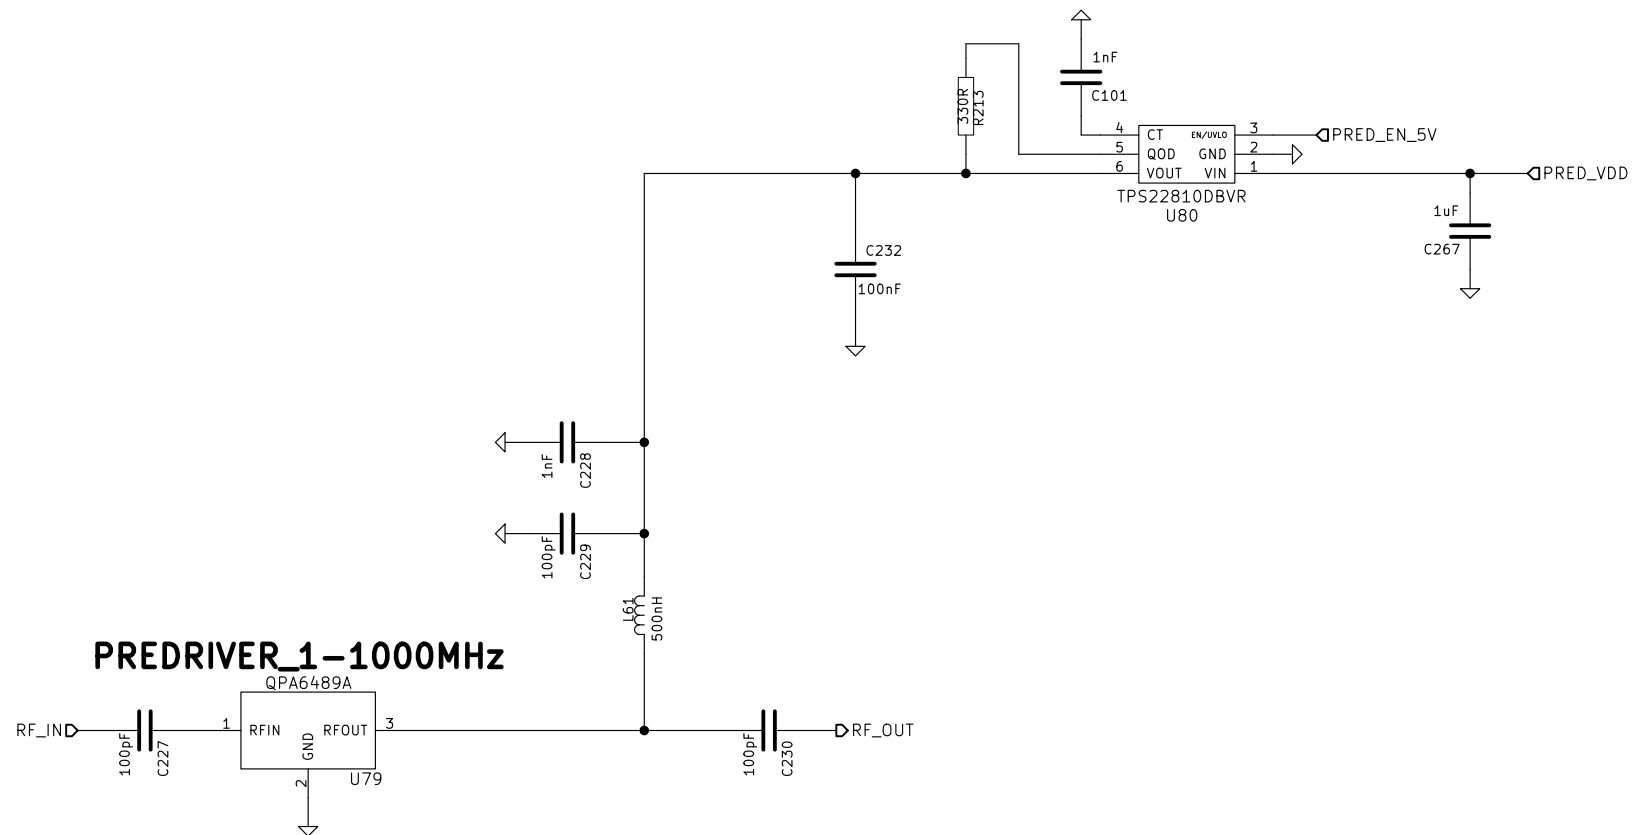 1nF
C101
330R
R213
4
CT
EN/UVLO
3
PRED_EN_5V
5
QOD
GND
2
6
VOUT
VIN
1
PRED_VDD
TPS22810DBVR
U80
1uF
C267
C232
100nF
1nF
C228
100pF
C229
L61
500nH
PREDRIVER_1-1000MHz
QPA6489A
RF_IN
100pF
C227
1
RFIN
GND
RFOUT
3
2
U79
100pF
C230
RF_OUT